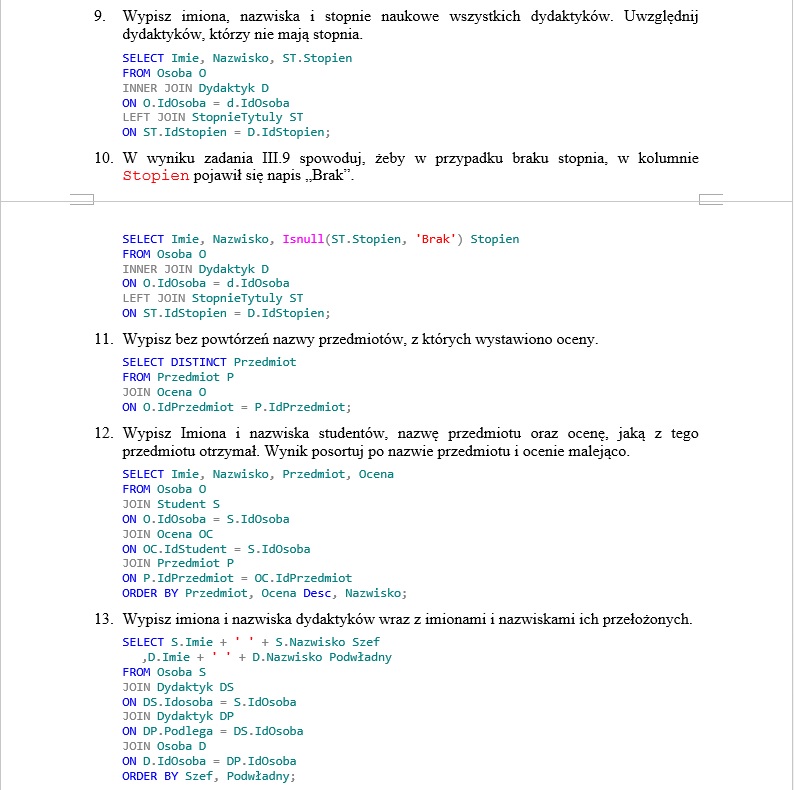 9. Wypisz imiona, nazwiska i stopnie naukowe wszystkich dydaktyków. Uwzględnij
dydaktyków, którzy nie mają stopnia.
SELECT Imie, Nazwisko, ST.Stopien
FROM Osoba O
INNER JOIN Dydaktyk D
ON O.IdOsoba = d.IdOsoba
LEFT JOIN StopnieTytuly ST
ON ST.IdStopien = D.IdStopien;
10. W wyniku zadania III.9 spowoduj, żeby w przypadku braku stopnia, w kolumnie
Stopien pojawił się napis „Brak”.
SELECT Imie, Nazwisko, Isnull(ST.Stopien, 'Brak') Stopien
FROM Osoba O
INNER JOIN Dydaktyk D
ON O.IdOsoba = d.IdOsoba
LEFT JOIN StopnieTytuly ST
ON ST.IdStopien = D.IdStopien;
11. Wypisz bez powtórzeń nazwy przedmiotów, z których wystawiono oceny.
SELECT DISTINCT Przedmiot
FROM Przedmiot P
JOIN Ocena O
ON O.IdPrzedmiot = P.IdPrzedmiot;
12. Wypisz Imiona i nazwiska studentów, nazwę przedmiotu oraz ocenę, jaką z tego
przedmiotu otrzymał. Wynik posortuj po nazwie przedmiotu i ocenie malejąco.
SELECT Imie, Nazwisko, Przedmiot, Ocena
FROM Osoba O
JOIN Student S
ON O.IdOsoba = S.IdOsoba
JOIN Ocena OC
ON OC.IdStudent = S.IdOsoba
JOIN Przedmiot P
ON P.IdPrzedmiot = OC.IdPrzedmiot
ORDER BY Przedmiot, Ocena Desc, Nazwisko;
13. Wypisz imiona i nazwiska dydaktyków wraz z imionami i nazwiskami ich przełożonych.
SELECT S.Imie + ' ' + S.Nazwisko Szef
,D.Imie + ' ' + D.Nazwisko Podwładny
FROM Osoba S
JOIN Dydaktyk DS
ON DS.Idosoba = S.IdOsoba
JOIN Dydaktyk DP
ON DP.Podlega = DS.IdOsoba
JOIN Osoba D
ON D.IdOsoba = DP.IdOsoba
ORDER BY Szef, Podwładny;